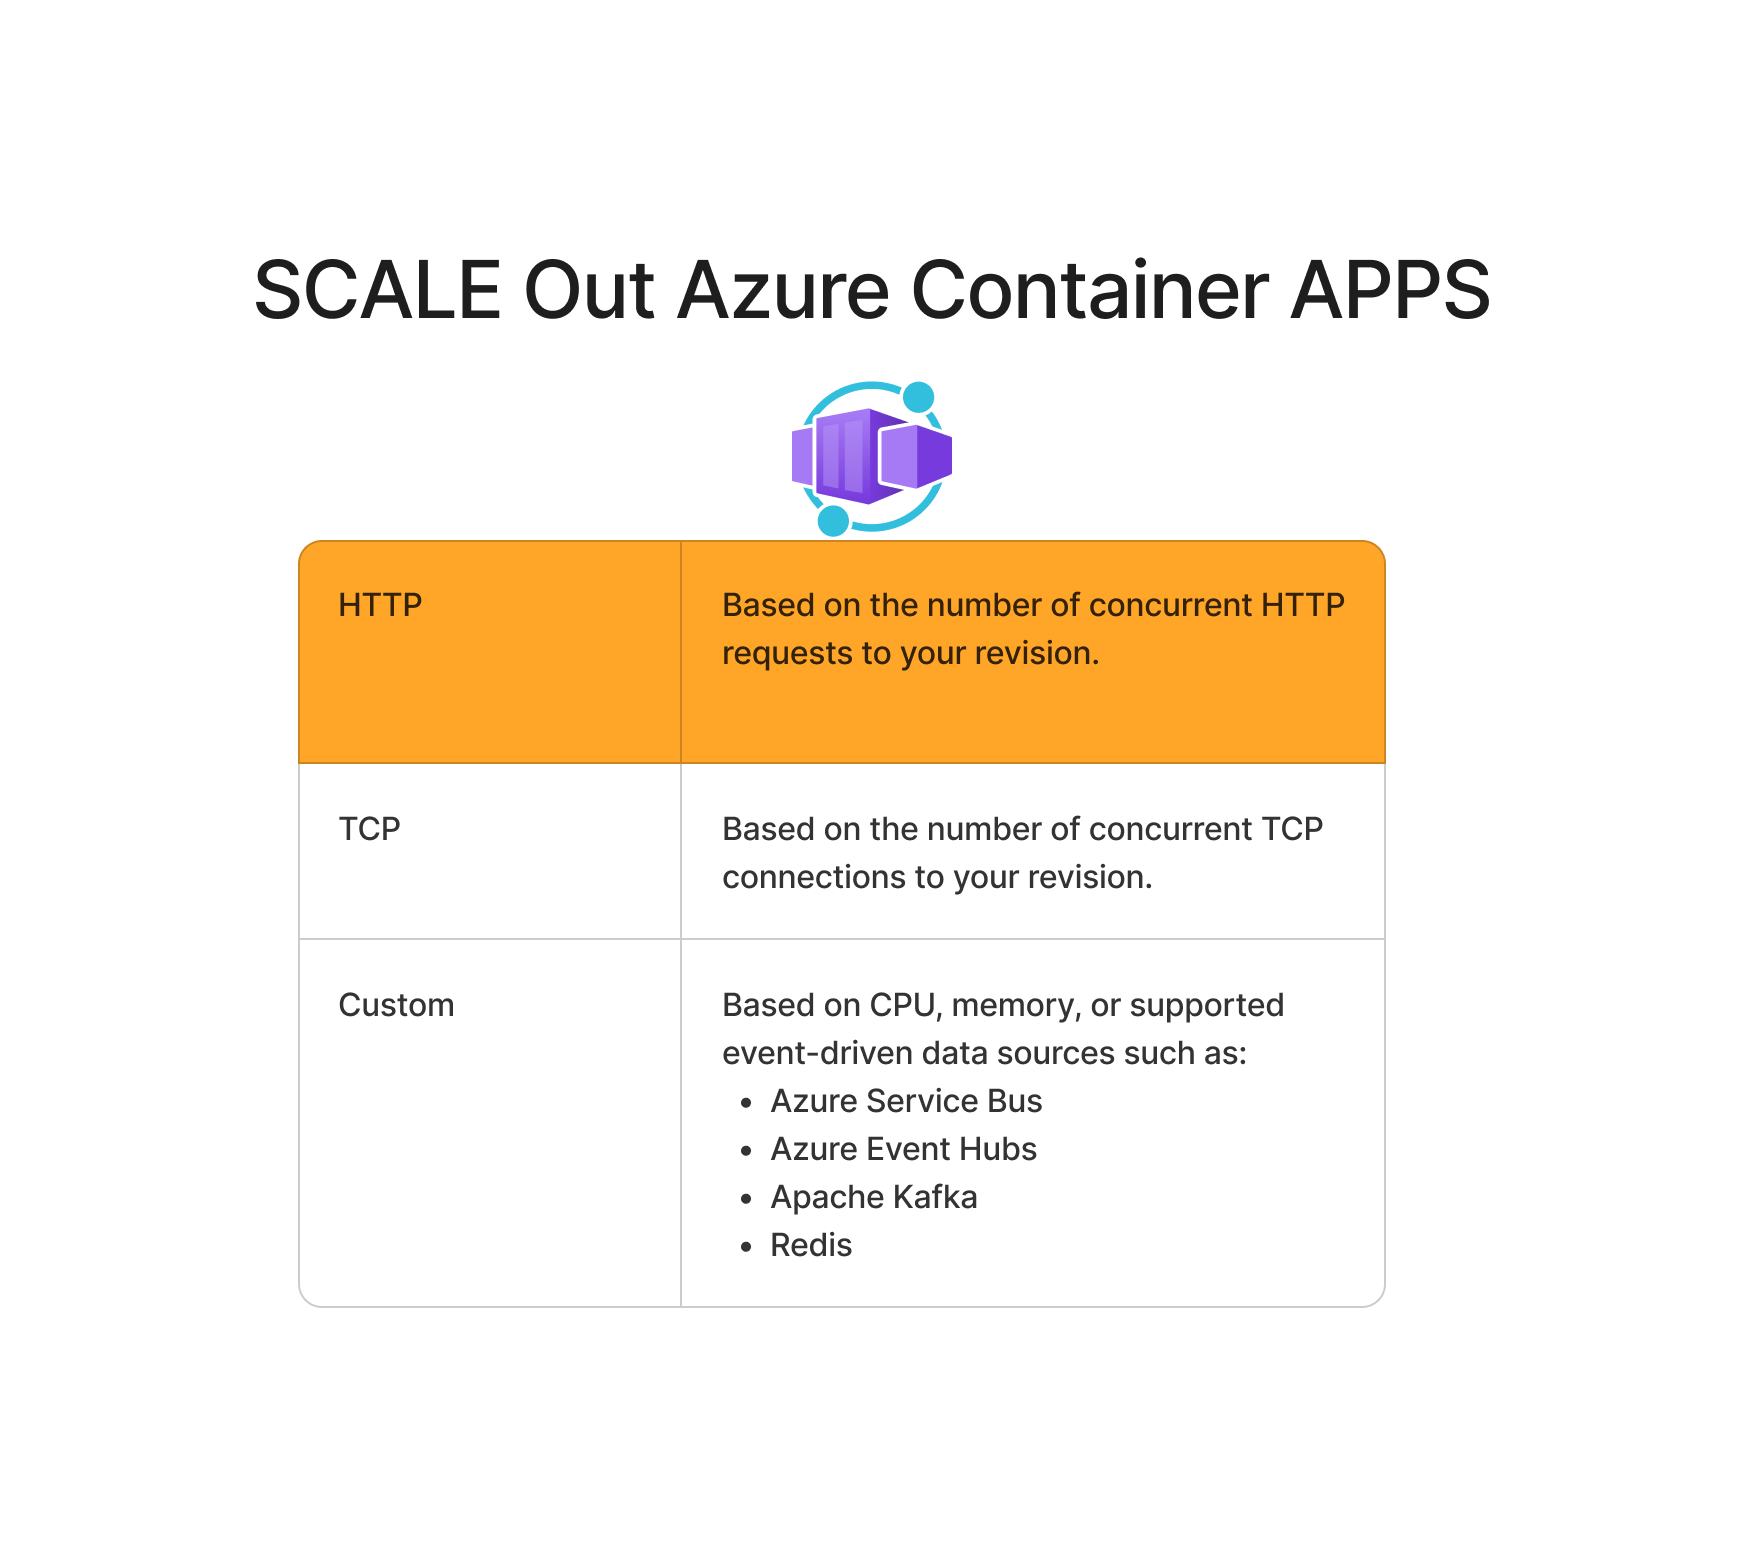 SCALE Out Azure Container APPS
HTTP
Based on the number of concurrent HTTP
requests to your revision.
TCP
Based on the number of concurrent TCP
connections to your revision.
Custom
Based on CPU, memory, or supported
event-driven data sources such as:
• Azure Service Bus
• Azure Event Hubs
• Apache Kafka
• Redis